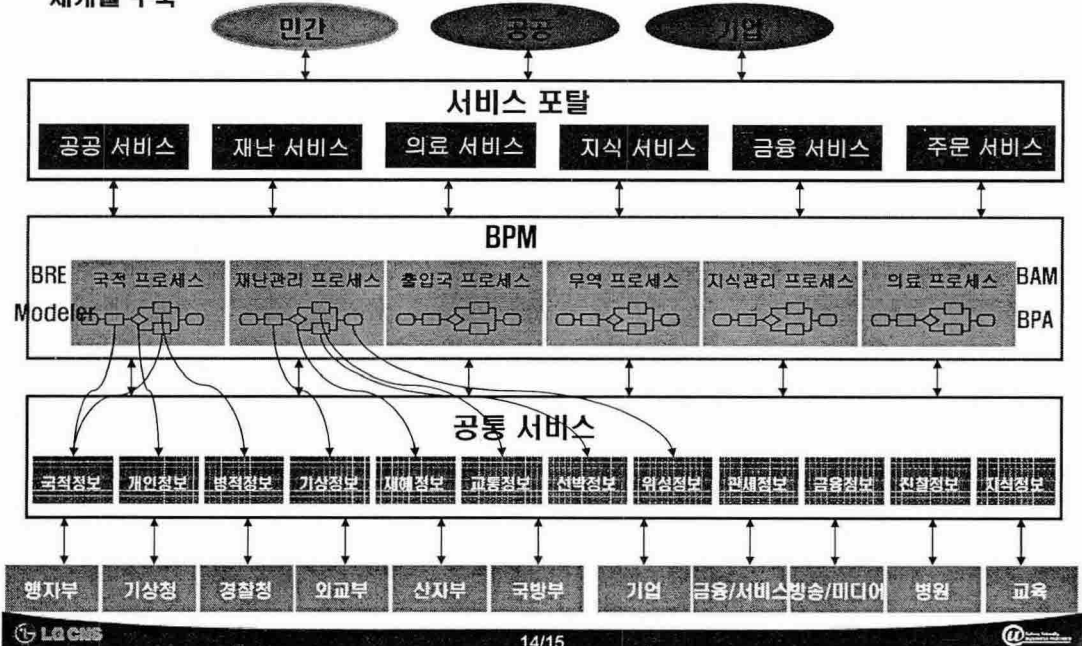 체계를 구축
민간 공공 기업
서비스 포탈
공공 서비스 재난 서비스 의료 서비스 지식 서비스 금융 서비스 주문 서비스
BPM
BRE 국적 프로세스 재난관리 프로세스 출입국 프로세스 무역 프로세스 지식관리 프로세스 의료 프로세스 BAM
Modeler BPA
공통 서비스
국적정보 개인정보 병적정보 기상정보 재해정보 교통정보 선박정보 위성정보 관세정보 금융정보 진찰정보 지식정보
행자부 기상청 경찰청 외교부 산자부 국방부 기업 금융/서비스 방송/미디어 병원 교육
LG CNS 14/15